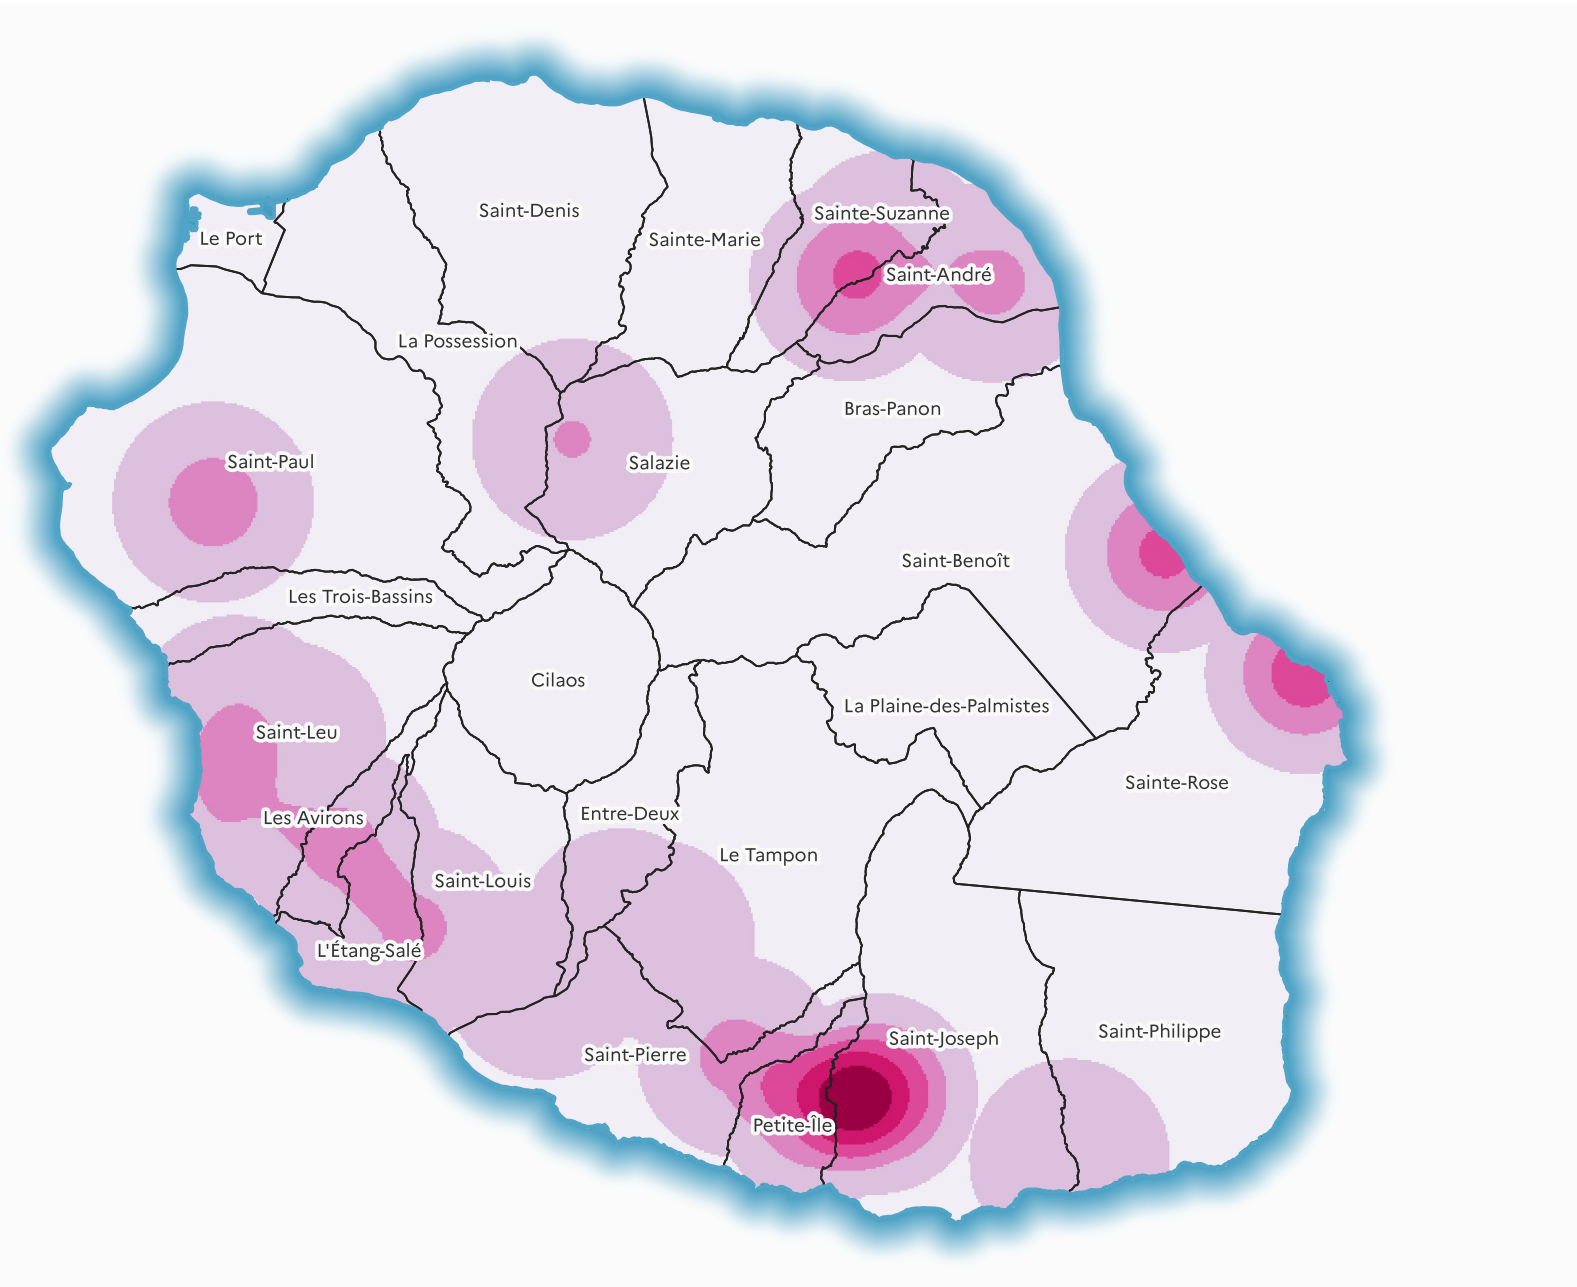 Saint-Denis
Sainte-Suzanne
Le Port
Sainte-Marie
Saint-André
La Possession
Bras-Panon
Saint-Paul
Salazie
Saint-Benoît
Les Trois-Bassins
Cilaos
La Plaine-des-Palmistes
Saint-Leu
Sainte-Rose
Entre-Deux
Les Avirons
Le Tampon
Saint-Louis
L'Étang-Salé
Saint-Philippe
Saint-Joseph
Saint-Pierre
Petite-Île